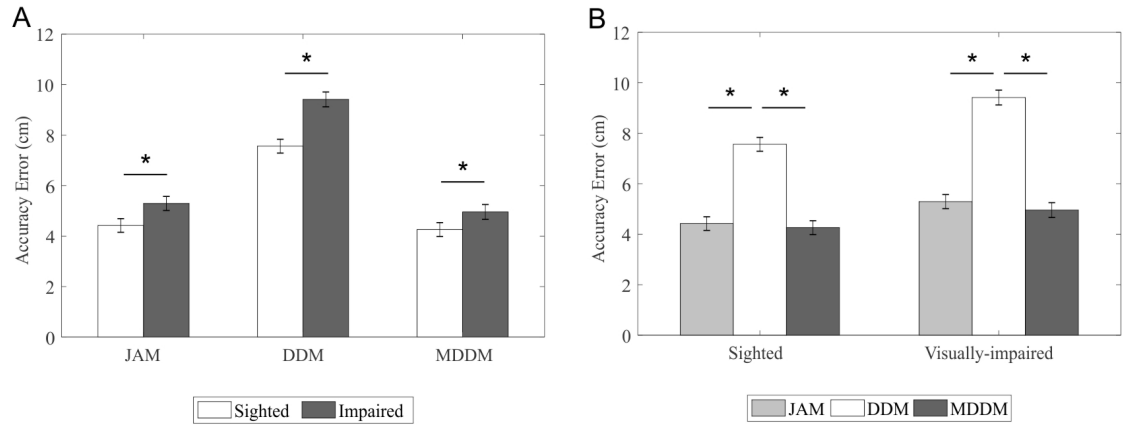 A
12
10
8
6
4
2
0
Accuracy Error (cm)
*
*
*
JAM DDM MDDM
Sighted Impaired
B
12
10
8
6
4
2
0
Accuracy Error (cm)
* *
* *
Sighted Visually-impaired
JAM DDM MDDM